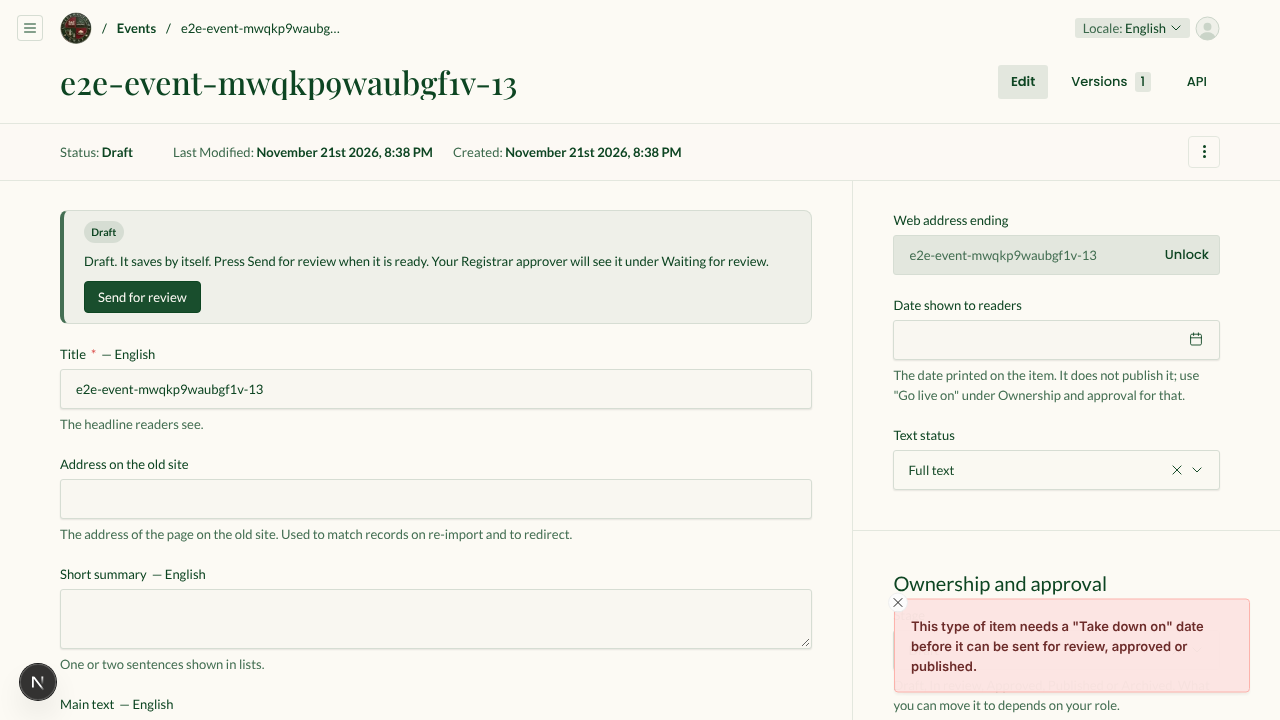 / Events / e2e-event-mwqkp9waubg...
Locale: English
e2e-event-mwqkp9waubgf1v-13
Edit
Versions 1
API
Status: Draft
Last Modified: November 21st 2026, 8:38 PM
Created: November 21st 2026, 8:38 PM
Draft
Draft. It saves by itself. Press Send for review when it is ready. Your Registrar approver will see it under Waiting for review.
Send for review
Title * — English
e2e-event-mwqkp9waubgf1v-13
The headline readers see.
Address on the old site
The address of the page on the old site. Used to match records on re-import and to redirect.
Short summary — English
One or two sentences shown in lists.
Main text — English
N
Web address ending
e2e-event-mwqkp9waubgf1v-13
Unlock
Date shown to readers
The date printed on the item. It does not publish it; use
"Go live on" under Ownership and approval for that.
Text status
Full text
Ownership and approval
This type of item needs a "Take down on" date
before it can be sent for review, approved or
published.
you can move it to depends on your role.